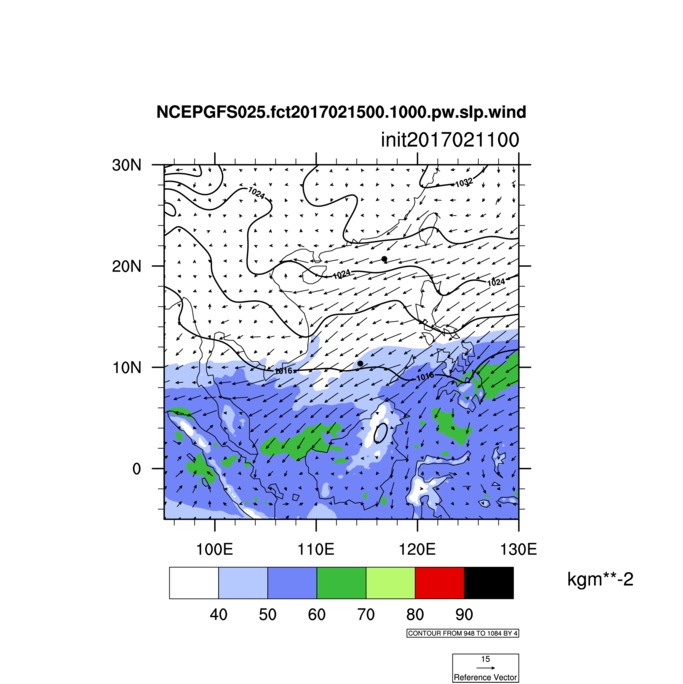 NCEPGFS025.fct2017021500.1000.pw.slp.wind
init2017021100
30N
1032
1024
20N
1024
1024
10N
1016
1016
0
100E 110E 120E 130E
kgm**-2
40 50 60 70 80 90
CONTOUR FROM 948 TO 1084 BY 4
15
Reference Vector